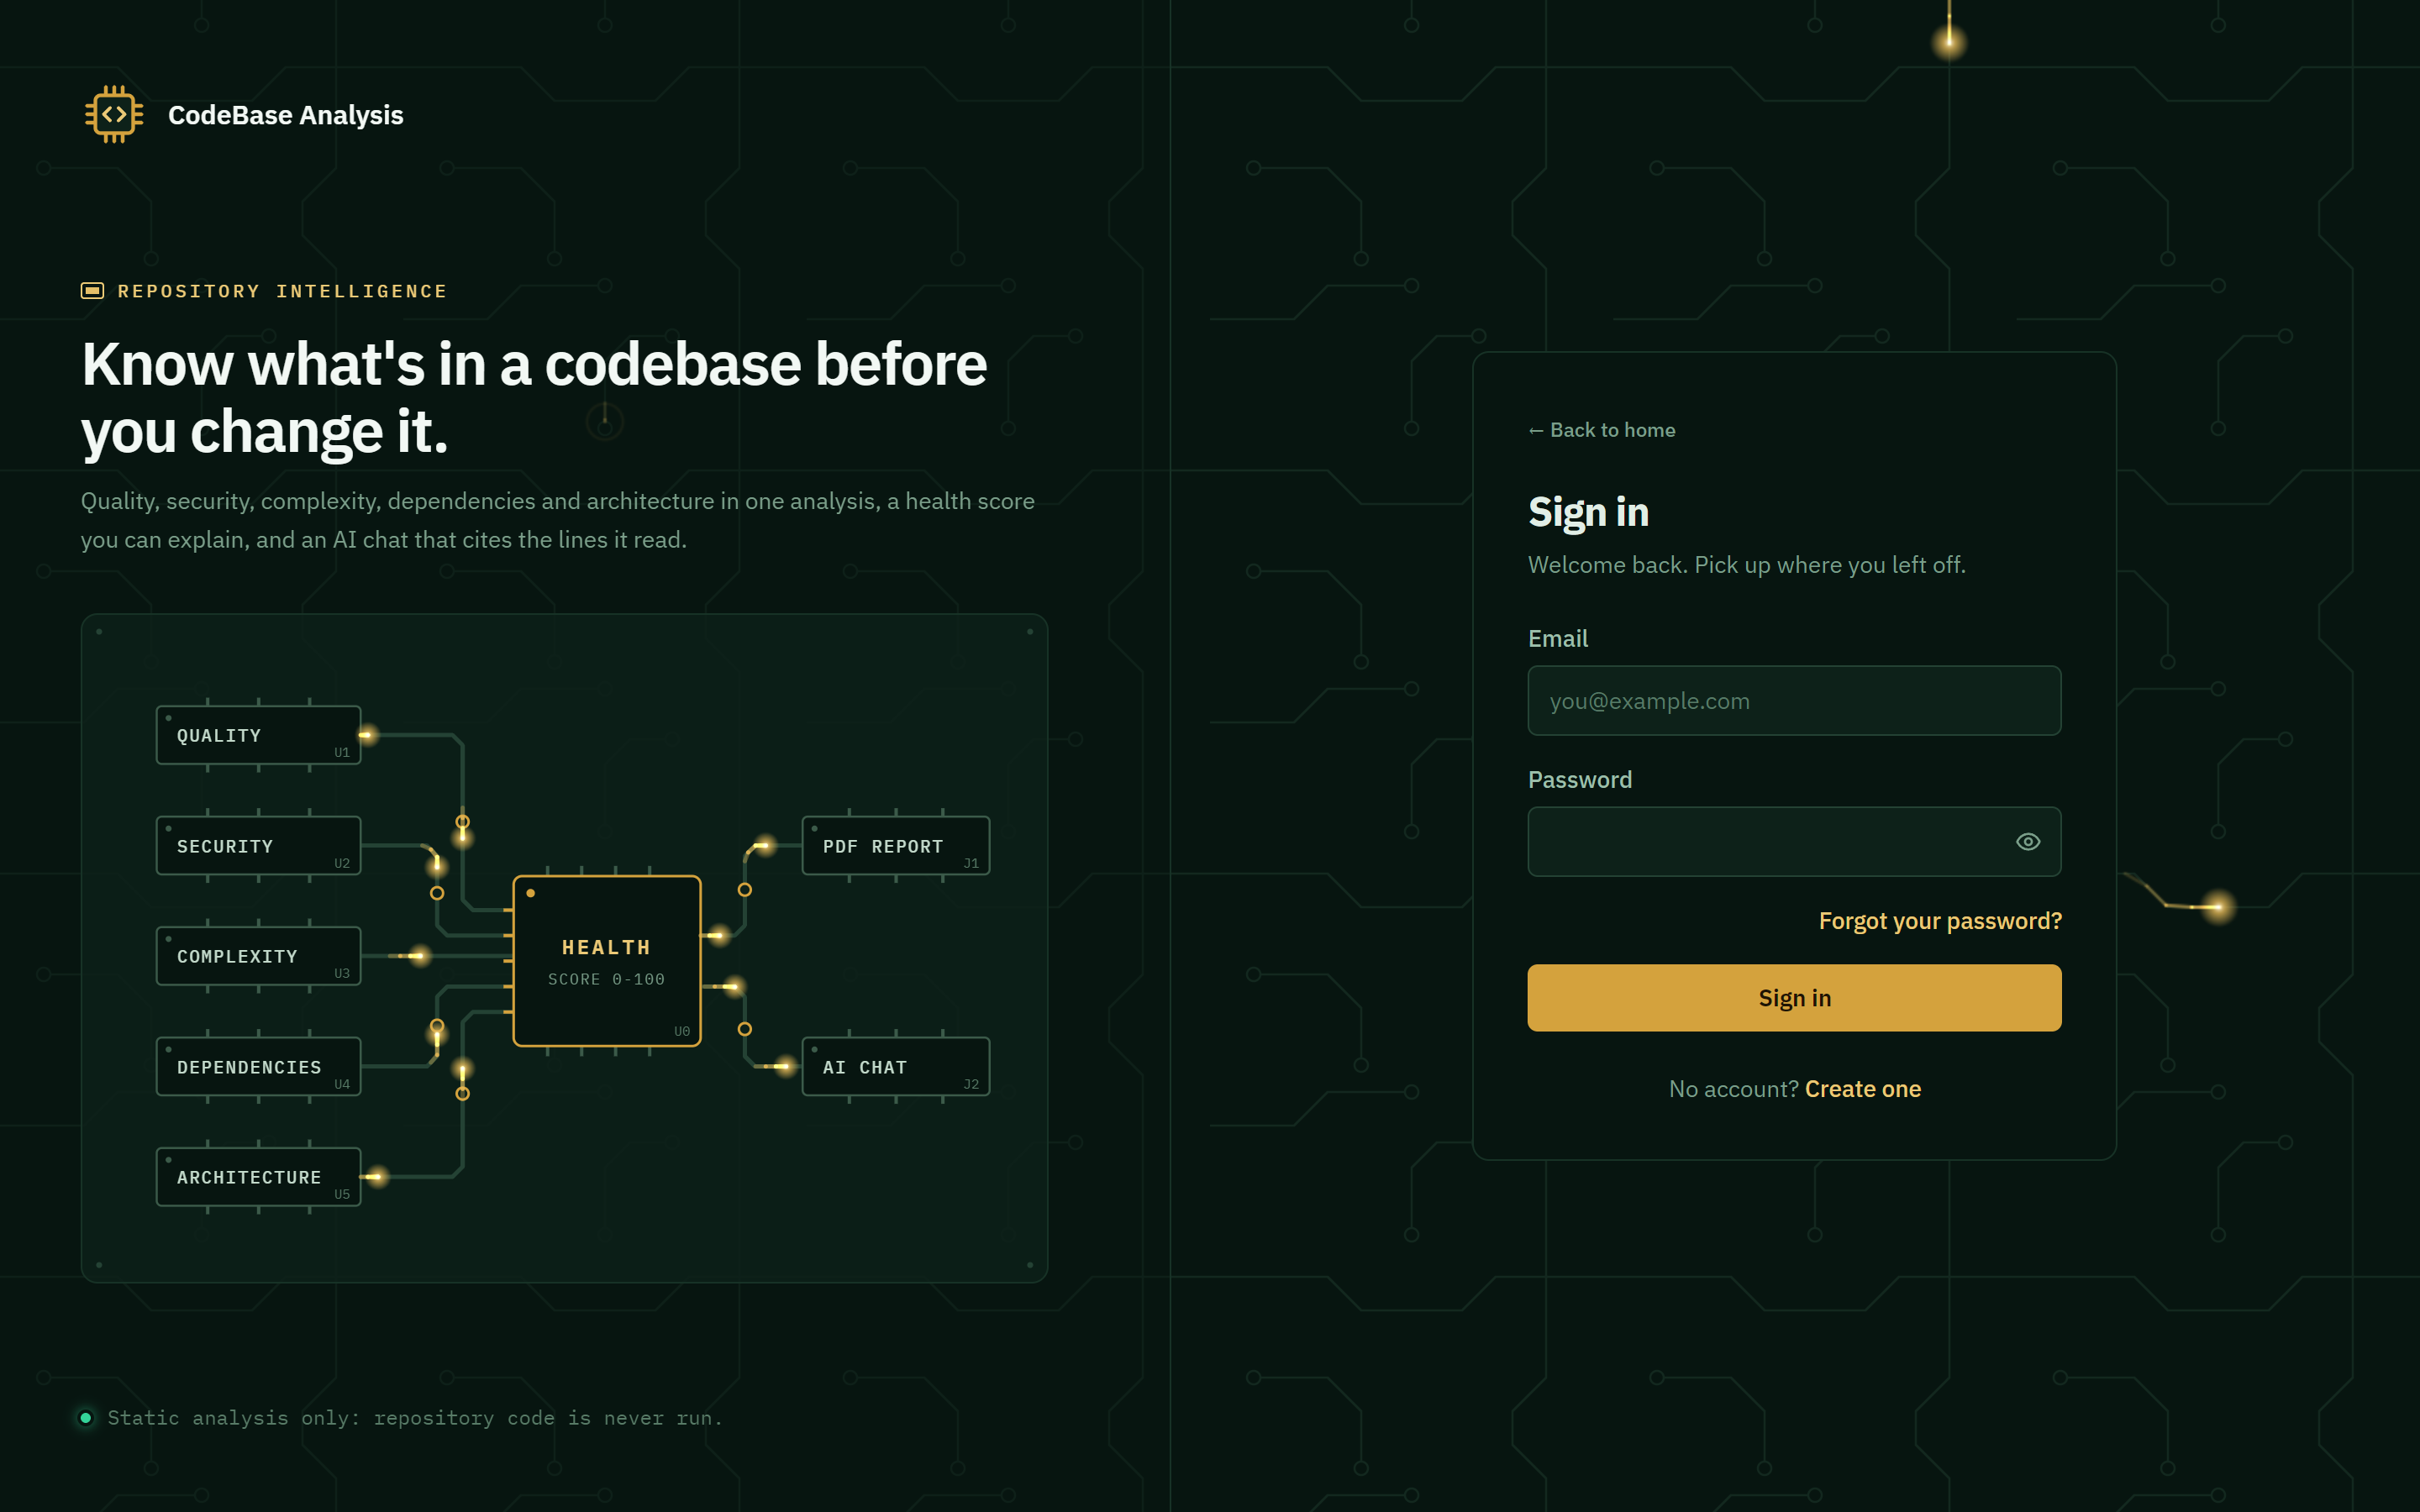 CodeBase Analysis
REPOSITORY INTELLIGENCE
Know what's in a codebase before
you change it.
Quality, security, complexity, dependencies and architecture in one analysis, a health score
you can explain, and an AI chat that cites the lines it read.
QUALITY
U1
SECURITY
U2
COMPLEXITY
U3
DEPENDENCIES
U4
ARCHITECTURE
U5
HEALTH
SCORE 0-100
U0
PDF REPORT
J1
AI CHAT
J2
Static analysis only: repository code is never run.
← Back to home
Sign in
Welcome back. Pick up where you left off.
Email
you@example.com
Password
Forgot your password?
Sign in
No account? Create one